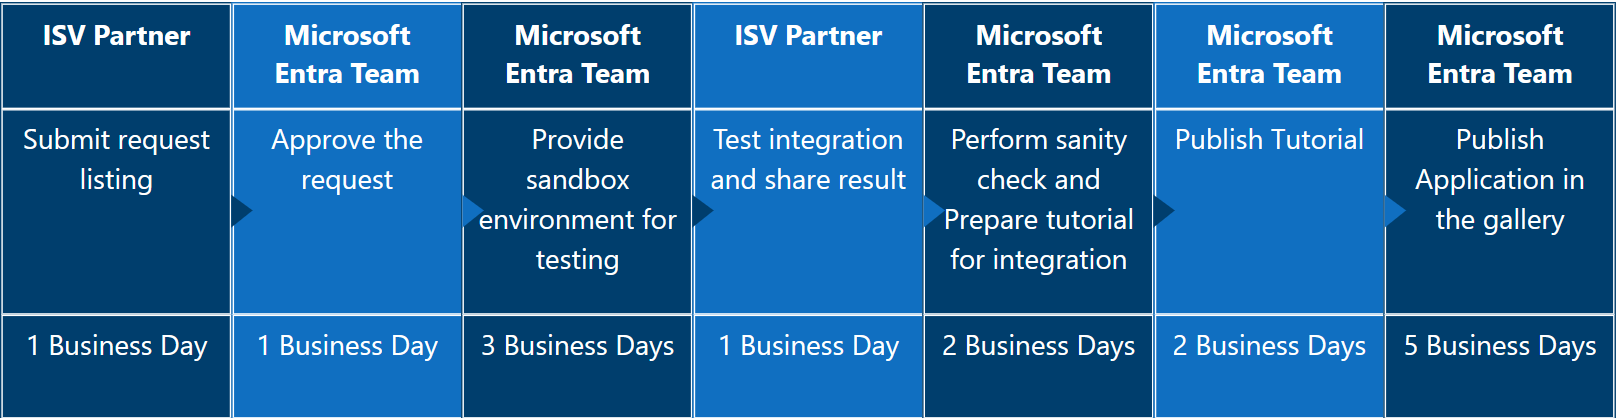 ISV Partner
Microsoft
Entra Team
Microsoft
Entra Team
ISV Partner
Microsoft
Entra Team
Microsoft
Entra Team
Microsoft
Entra Team
Submit request
listing
Approve the
request
Provide
sandbox
environment for
testing
Test integration
and share result
Perform sanity
check and
Prepare tutorial
for integration
Publish Tutorial
Publish
Application in
the gallery
1 Business Day
1 Business Day
3 Business Days
1 Business Day
2 Business Days
2 Business Days
5 Business Days